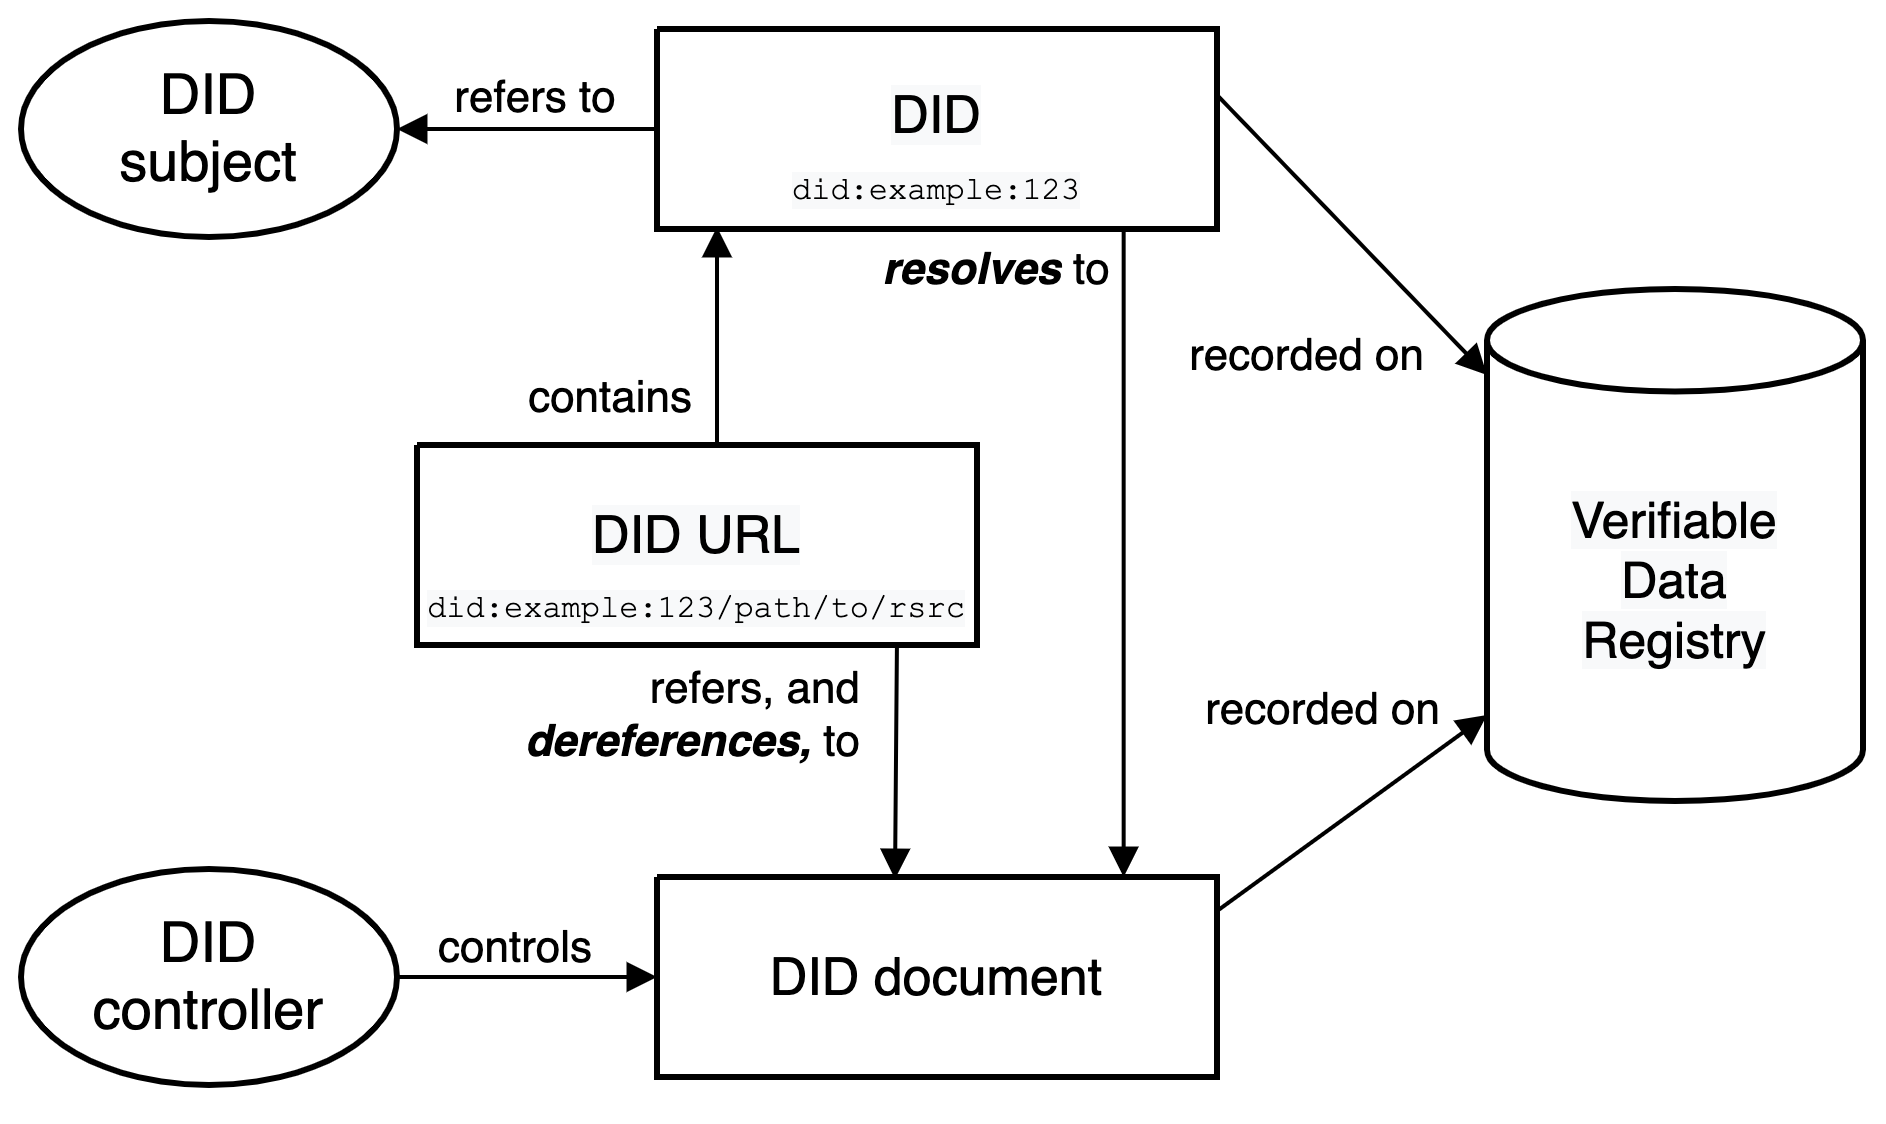 DID
subject
refers to
DID
did:example:123
resolves to
recorded on
contains
DID URL
did:example:123/path/to/rsrc
Verifiable
Data
Registry
refers, and
dereferences, to
recorded on
DID
controller
controls
DID document